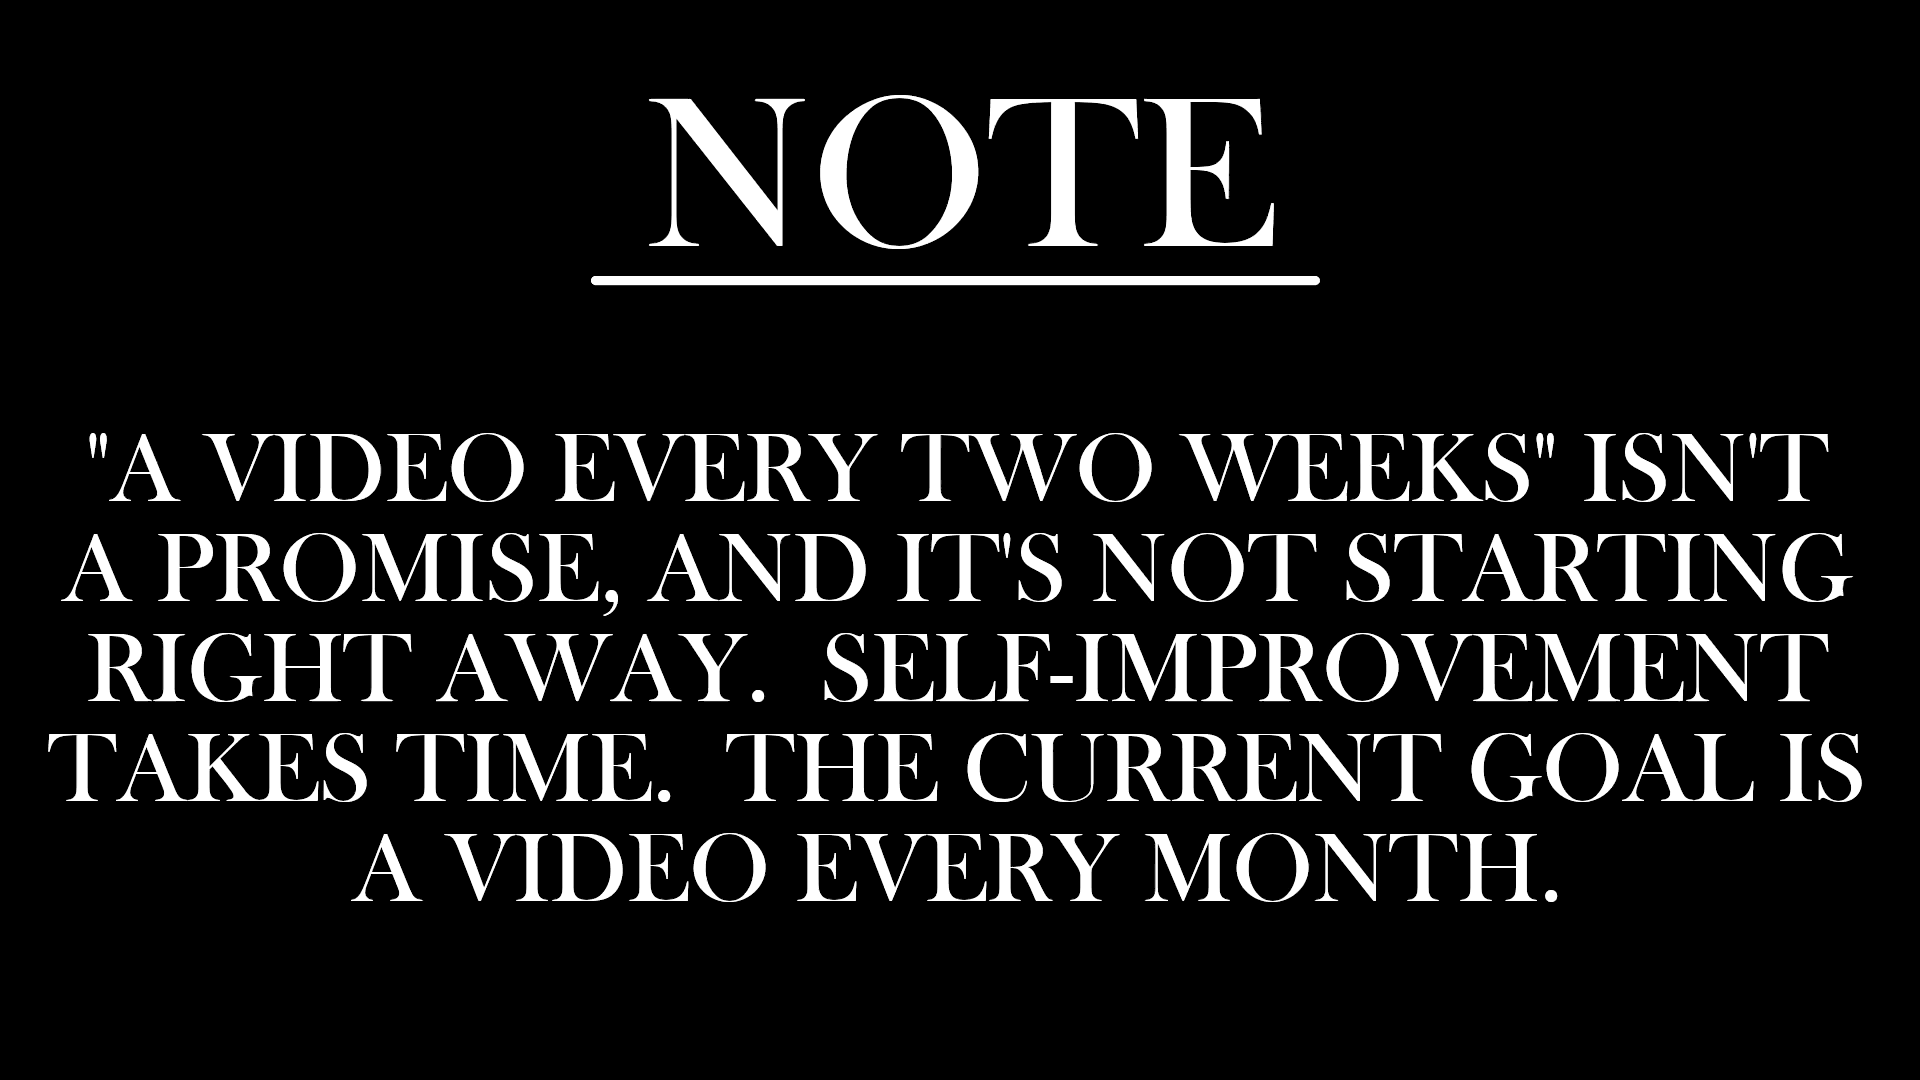 NOTE
"A VIDEO EVERY TWO WEEKS" ISN'T
A PROMISE, AND IT'S NOT STARTING
RIGHT AWAY.  SELF-IMPROVEMENT
TAKES TIME.  THE CURRENT GOAL IS
A VIDEO EVERY MONTH.